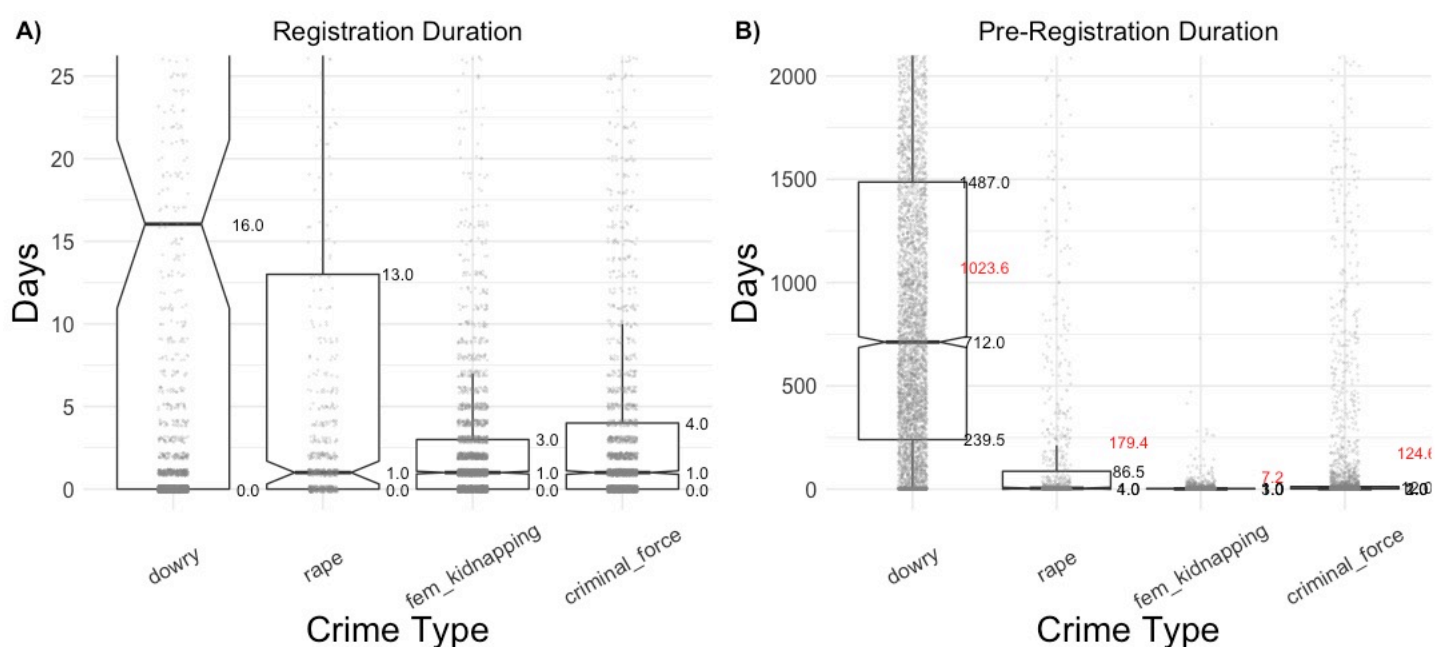 A)
Registration Duration
Days
25
20
15
10
5
0
16.0
0.0
13.0
1.0
0.0
3.0
1.0
0.0
4.0
1.0
0.0
dowry
rape
fem_kidnapping
criminal_force
Crime Type
B)
Pre-Registration Duration
Days
2000
1500
1000
500
0
1487.0
1023.6
712.0
239.5
179.4
86.5
4.0
7.2
124.6
12.0
dowry
rape
fem_kidnapping
criminal_force
Crime Type